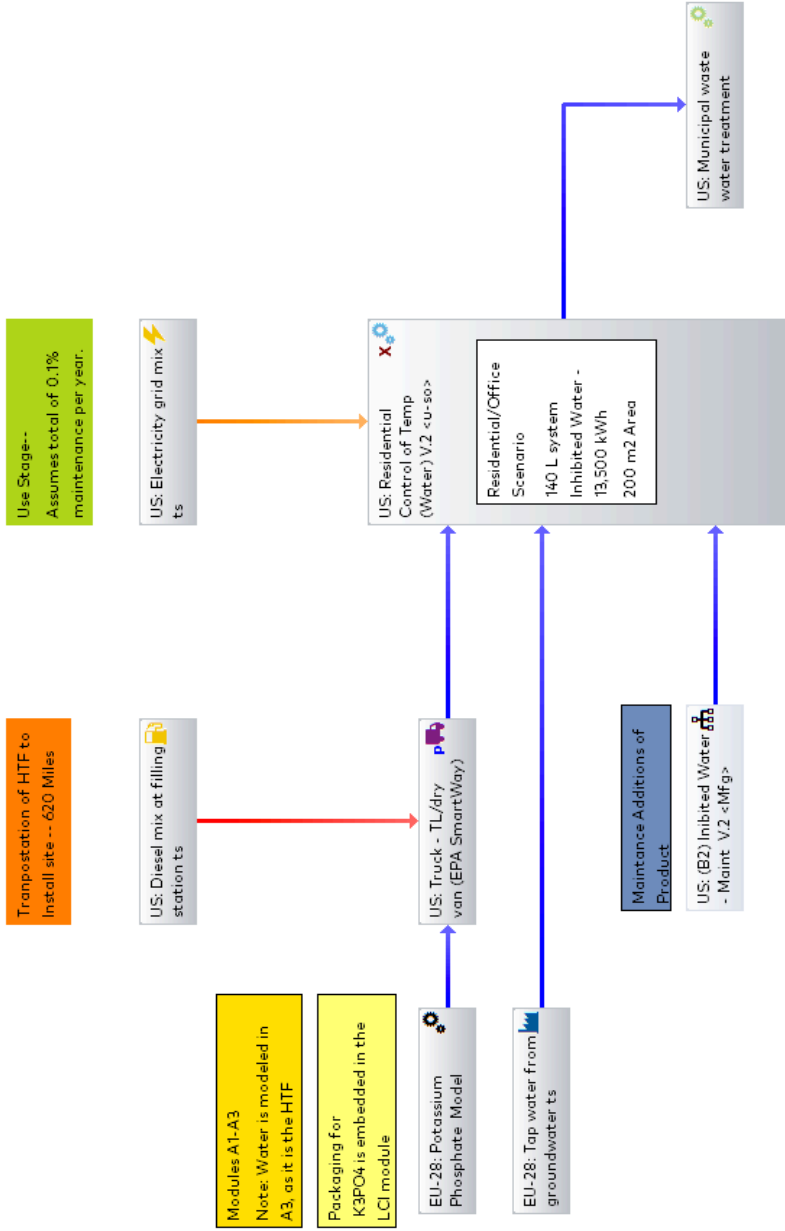 Modules A1-A3
Note: Water is modeled in
A3, as it is the HTF
Packaging for
K3PO4 is embedded in the
LCI module
EU-28: Potassium
Phosphate Model
EU-28: Tap water from
groundwater ts
Tranpostation of HTF to
Install site -- 620 Miles
US: Diesel mix at filling
station ts
US: Truck - TL/dry
van (EPA SmartWay)
p
Maintance Additions of
Product
US: (B2) Inibited Water
- Maint V.2 <Mfg>
Use Stage--
Assumes total of 0.1%
maintenance per year.
US: Electricity grid mix
ts
US: Residential
Control of Temp
(Water) V.2 <u-so>
X
Residential/Office
Scenario
140 L system
Inhibited Water -
13,500 kWh
200 m2 Area
US: Municipal waste
water treatment